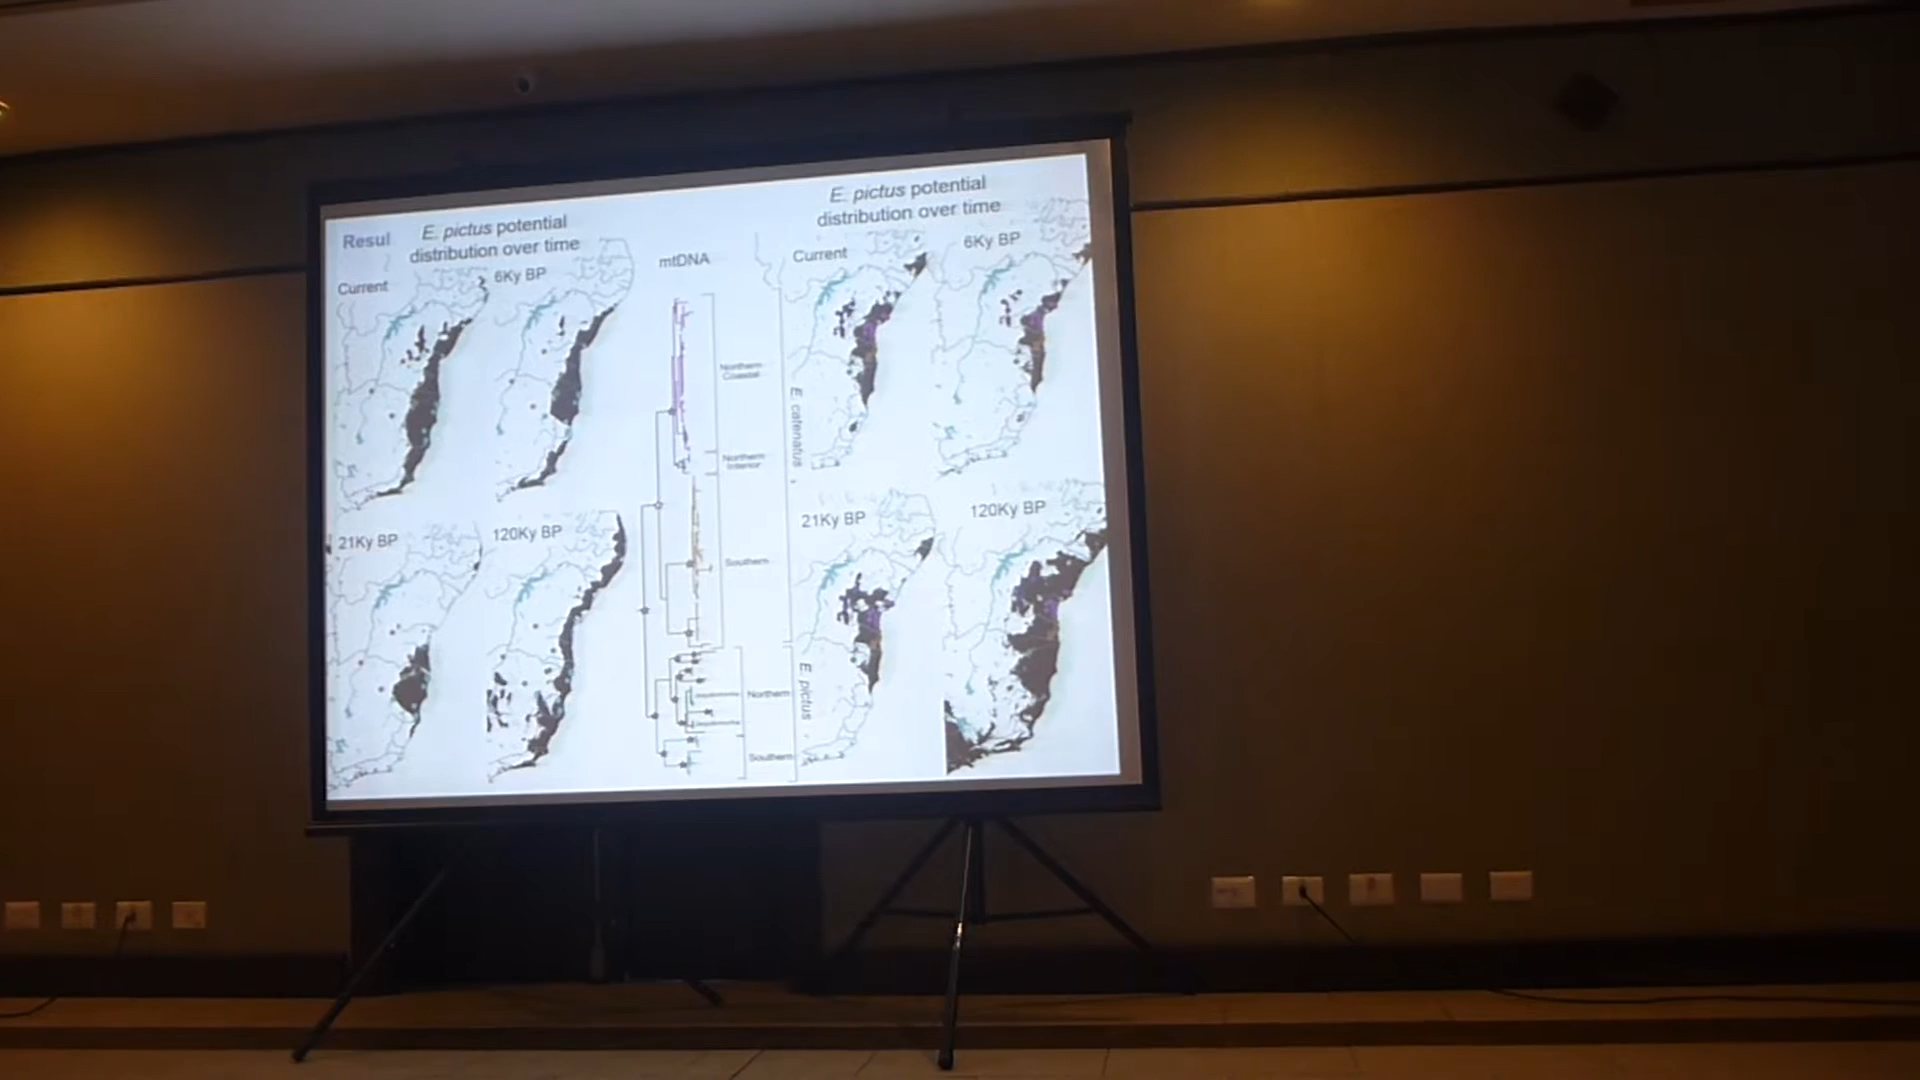 Resul
E. pictus potential
distribution over time
Current
6Ky BP
21Ky BP
120Ky BP
mtDNA
Northern
Coastal
Northern
Interior
Southern
Northern
Southern
E. catenatus
E. pictus
E. pictus potential
distribution over time
Current
6Ky BP
21Ky BP
120Ky BP